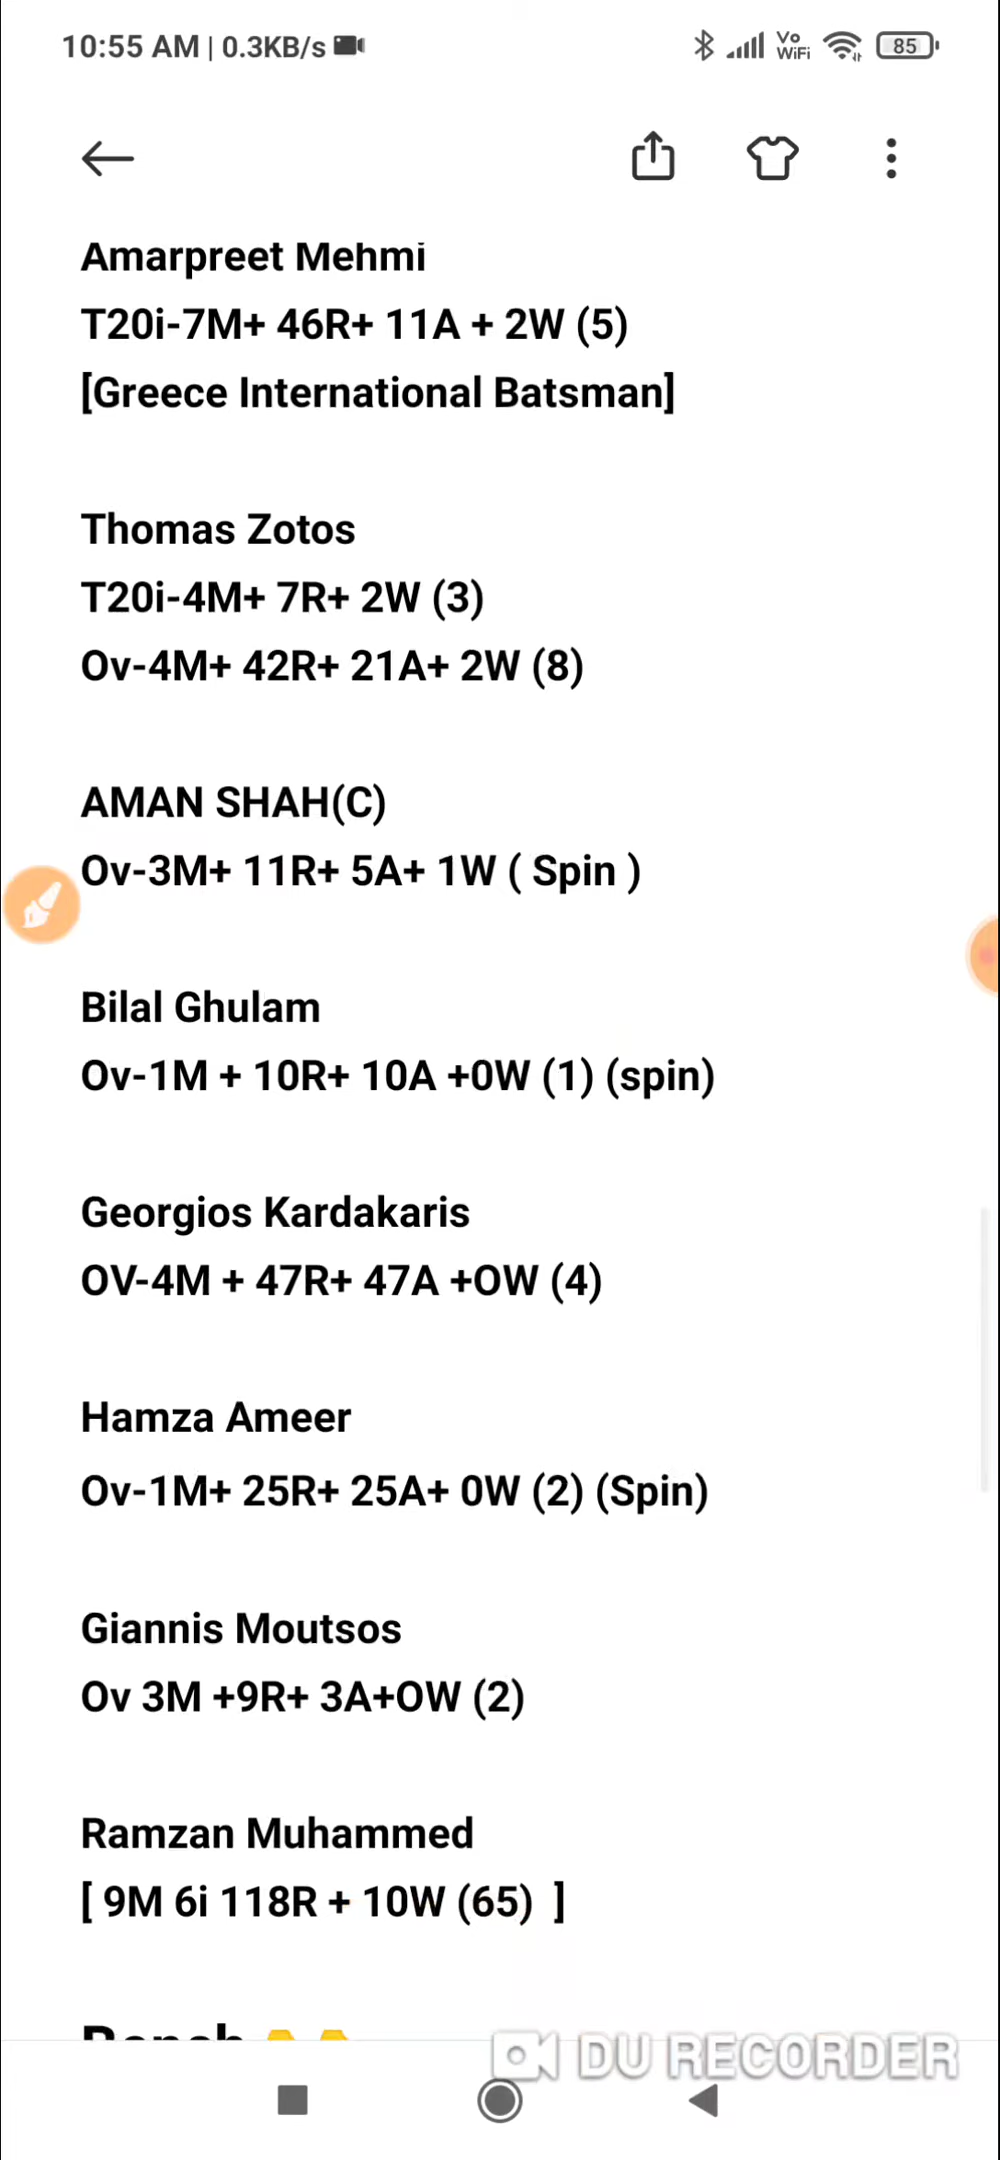 10:55 AM | 0.3KB/s
Vo
WiFi
85
Amarpreet Mehmi
T20i-7M+ 46R+ 11A + 2W (5)
[Greece International Batsman]
Thomas Zotos
T20i-4M+ 7R+ 2W (3)
Ov-4M+ 42R+ 21A+ 2W (8)
AMAN SHAH(C)
Ov-3M+ 11R+ 5A+ 1W ( Spin )
Bilal Ghulam
Ov-1M + 10R+ 10A +0W (1) (spin)
Georgios Kardakaris
OV-4M + 47R+ 47A +OW (4)
Hamza Ameer
Ov-1M+ 25R+ 25A+ 0W (2) (Spin)
Giannis Moutsos
Ov 3M +9R+ 3A+OW (2)
Ramzan Muhammed
[ 9M 6i 118R + 10W (65) ]
DU RECORDER